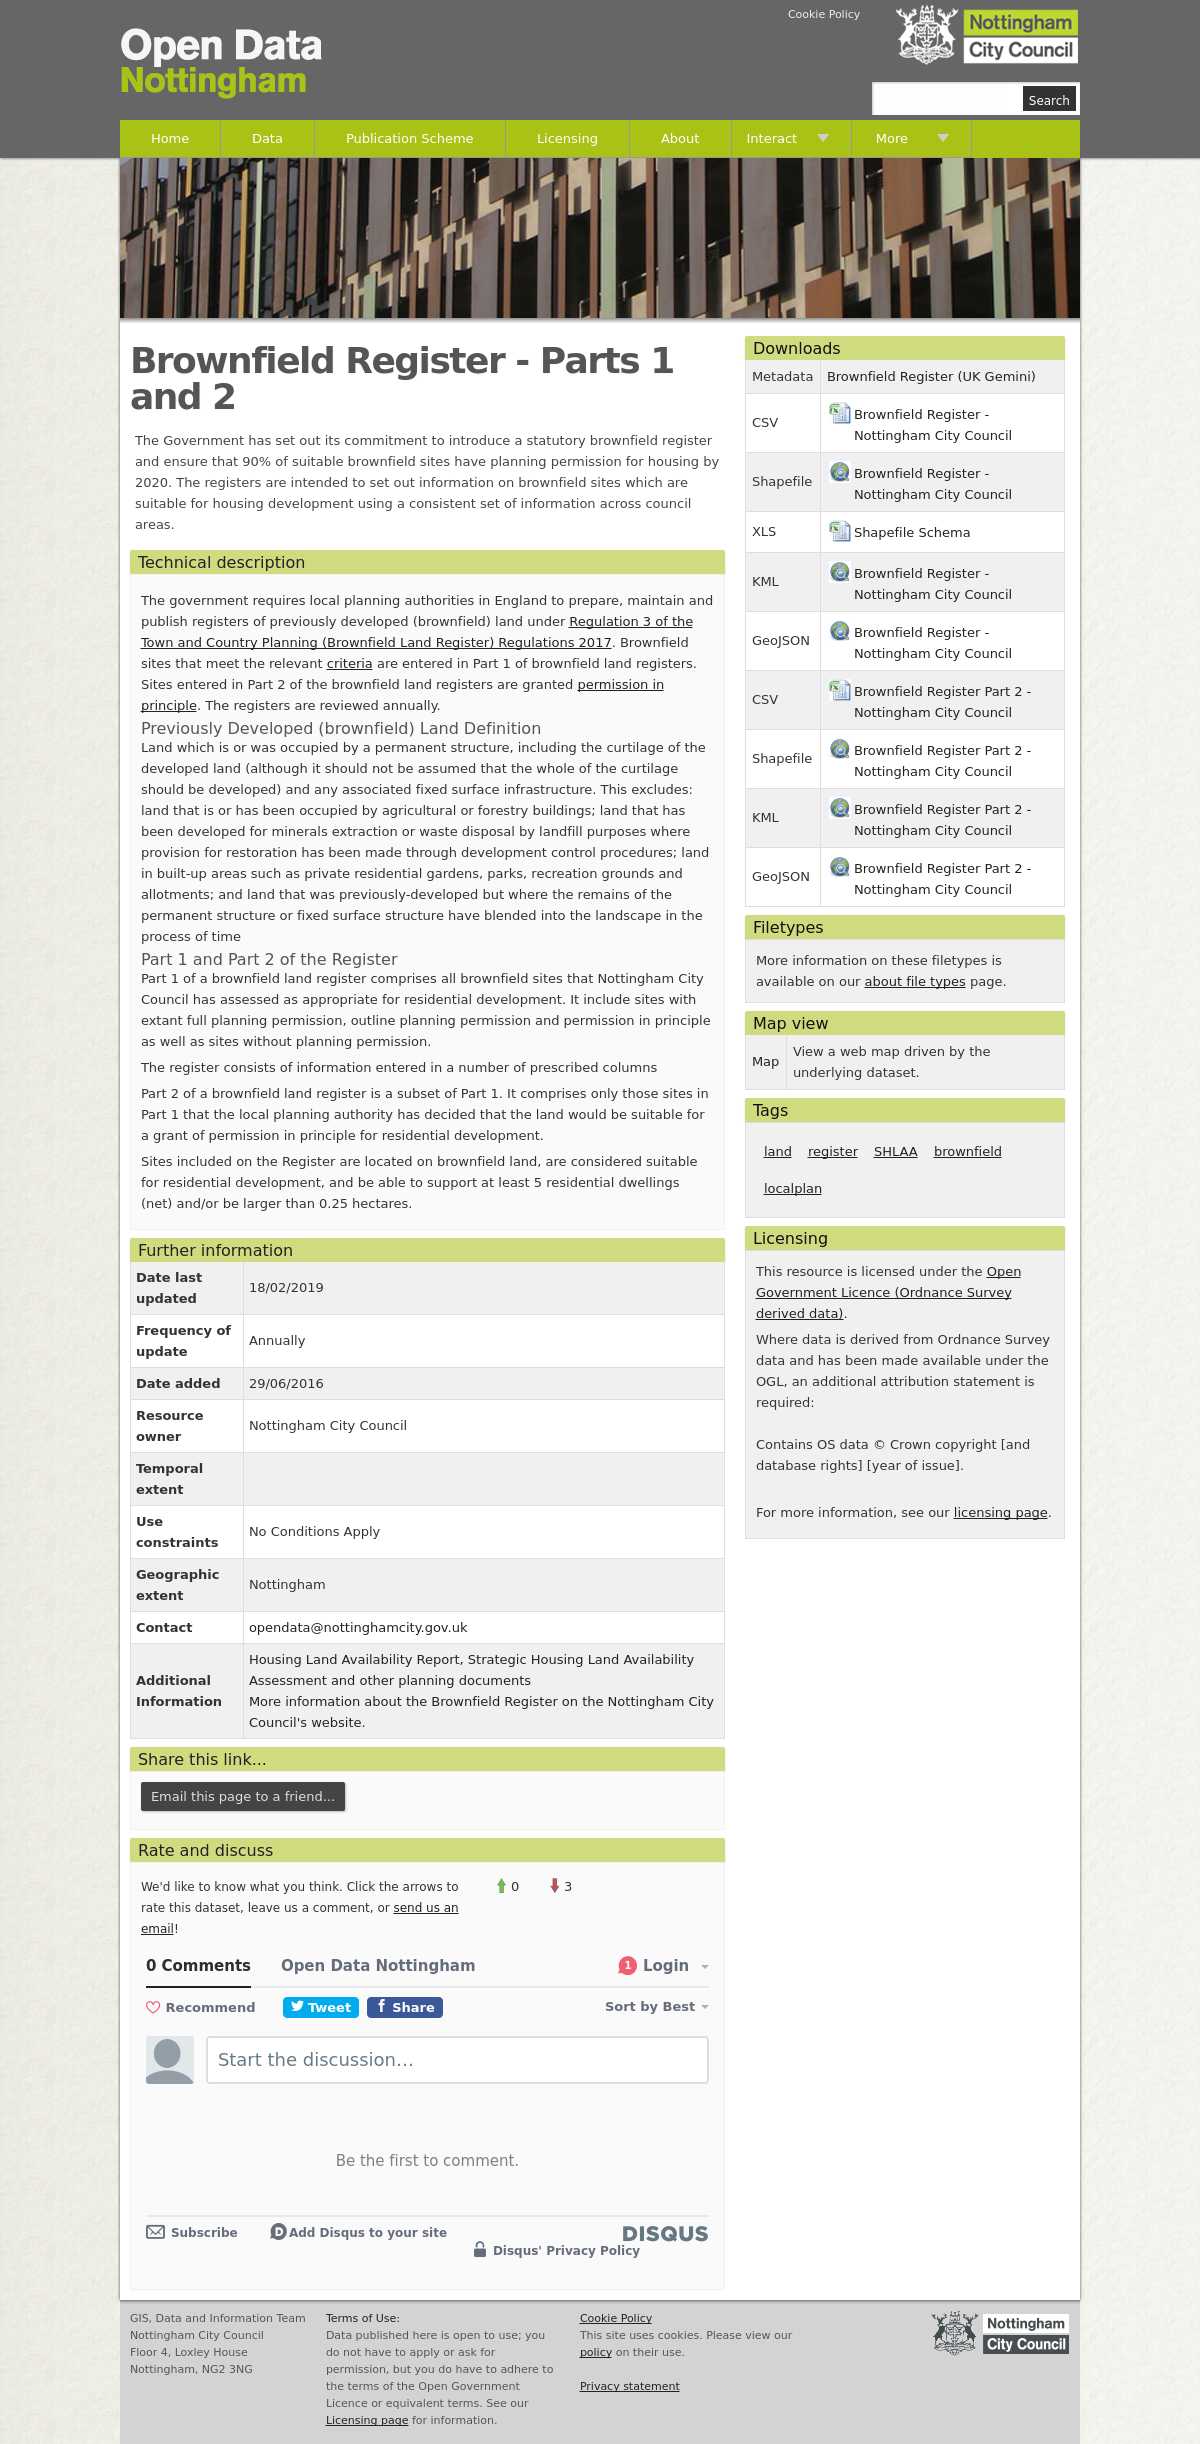 Cookie Policy
Open Data
Nottingham
Nottingham
City Council
Search
Home
Data
Publication Scheme
Licensing
About
Interact
More
Brownfield Register - Parts 1
and 2
The Government has set out its commitment to introduce a statutory brownfield register
and ensure that 90% of suitable brownfield sites have planning permission for housing by
2020. The registers are intended to set out information on brownfield sites which are
suitable for housing development using a consistent set of information across council
areas.
Technical description
The government requires local planning authorities in England to prepare, maintain and
publish registers of previously developed (brownfield) land under Regulation 3 of the
Town and Country Planning (Brownfield Land Register) Regulations 2017. Brownfield
sites that meet the relevant criteria are entered in Part 1 of brownfield land registers.
Sites entered in Part 2 of the brownfield land registers are granted permission in
principle. The registers are reviewed annually.
Previously Developed (brownfield) Land Definition
Land which is or was occupied by a permanent structure, including the curtilage of the
developed land (although it should not be assumed that the whole of the curtilage
should be developed) and any associated fixed surface infrastructure. This excludes:
land that is or has been occupied by agricultural or forestry buildings; land that has
been developed for minerals extraction or waste disposal by landfill purposes where
provision for restoration has been made through development control procedures; land
in built-up areas such as private residential gardens, parks, recreation grounds and
allotments; and land that was previously-developed but where the remains of the
permanent structure or fixed surface structure have blended into the landscape in the
process of time
Part 1 and Part 2 of the Register
Part 1 of a brownfield land register comprises all brownfield sites that Nottingham City
Council has assessed as appropriate for residential development. It include sites with
extant full planning permission, outline planning permission and permission in principle
as well as sites without planning permission.
The register consists of information entered in a number of prescribed columns
Part 2 of a brownfield land register is a subset of Part 1. It comprises only those sites in
Part 1 that the local planning authority has decided that the land would be suitable for
a grant of permission in principle for residential development.
Sites included on the Register are located on brownfield land, are considered suitable
for residential development, and be able to support at least 5 residential dwellings
(net) and/or be larger than 0.25 hectares.
Further information
Date last
updated
18/02/2019
Frequency of
update
Annually
Date added
29/06/2016
Resource
owner
Nottingham City Council
Temporal
extent
Use
constraints
No Conditions Apply
Geographic
extent
Nottingham
Contact
opendata@nottinghamcity.gov.uk
Additional
Information
Housing Land Availability Report, Strategic Housing Land Availability
Assessment and other planning documents
More information about the Brownfield Register on the Nottingham City
Council's website.
Share this link...
Email this page to a friend...
Rate and discuss
We'd like to know what you think. Click the arrows to
rate this dataset, leave us a comment, or send us an
email!
0
3
0 Comments
Open Data Nottingham
1
Login
Recommend
Tweet
Share
Sort by Best
Start the discussion...
Be the first to comment.
Subscribe
Add Disqus to your site
Disqus' Privacy Policy
DISQUS
Downloads
Metadata
Brownfield Register (UK Gemini)
CSV
Brownfield Register -
Nottingham City Council
Shapefile
Brownfield Register -
Nottingham City Council
XLS
Shapefile Schema
KML
Brownfield Register -
Nottingham City Council
GeoJSON
Brownfield Register -
Nottingham City Council
CSV
Brownfield Register Part 2 -
Nottingham City Council
Shapefile
Brownfield Register Part 2 -
Nottingham City Council
KML
Brownfield Register Part 2 -
Nottingham City Council
GeoJSON
Brownfield Register Part 2 -
Nottingham City Council
Filetypes
More information on these filetypes is
available on our about file types page.
Map view
Map
View a web map driven by the
underlying dataset.
Tags
land register SHLAA brownfield
localplan
Licensing
This resource is licensed under the Open
Government Licence (Ordnance Survey
derived data).
Where data is derived from Ordnance Survey
data and has been made available under the
OGL, an additional attribution statement is
required:
Contains OS data © Crown copyright [and
database rights] [year of issue].
For more information, see our licensing page.
GIS, Data and Information Team
Nottingham City Council
Floor 4, Loxley House
Nottingham, NG2 3NG
Terms of Use:
Data published here is open to use; you
do not have to apply or ask for
permission, but you do have to adhere to
the terms of the Open Government
Licence or equivalent terms. See our
Licensing page for information.
Cookie Policy
This site uses cookies. Please view our
policy on their use.
Privacy statement
Nottingham
City Council